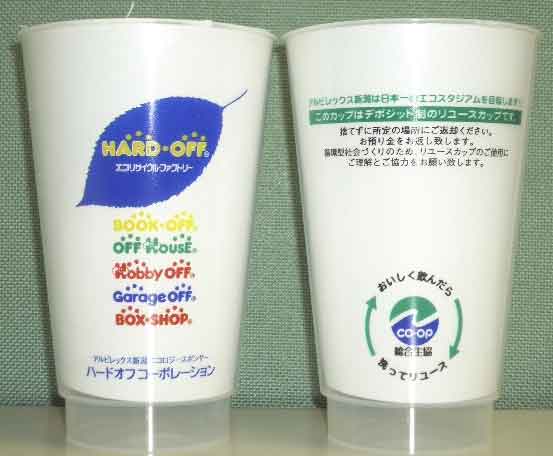 HARD・OFF®
エコリサイクル・ファクトリー
BOOK・OFF®
OFF HOUSE®
Hobby OFF®
Garage OFF®
BOX・SHOP®
アルビレックス新潟エコロジースポンサー
ハードオフコーポレーション
アルビレックス新潟は日本一のエコスタジアムを目指します!
このカップはデポジット制のリユースカップです。
捨てずに所定の場所にご返却ください。
お預り金をお返し致します。
循環型社会づくりのため、リユースカップのご使用に
ご理解とご協力をお願い致します。
おいしく飲んだら
CO・OP
総合生協
洗ってリユース